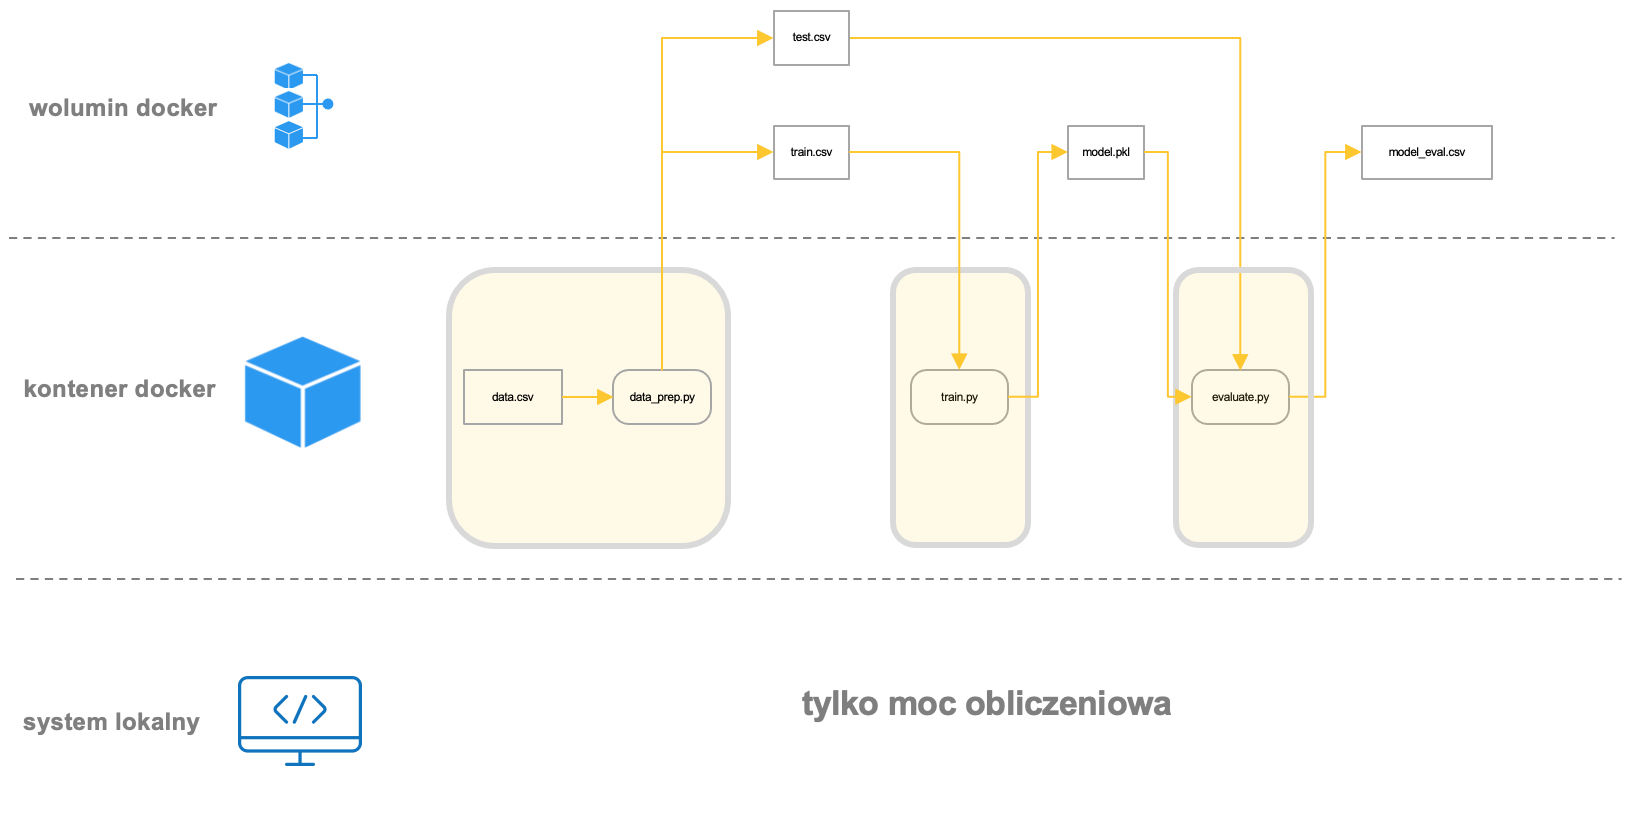 test.csv
wolumin docker
train.csv
model.pkl
model_eval.csv
kontener docker
data.csv
data_prep.py
train.py
evaluate.py
system lokalny
</>
tylko moc obliczeniowa